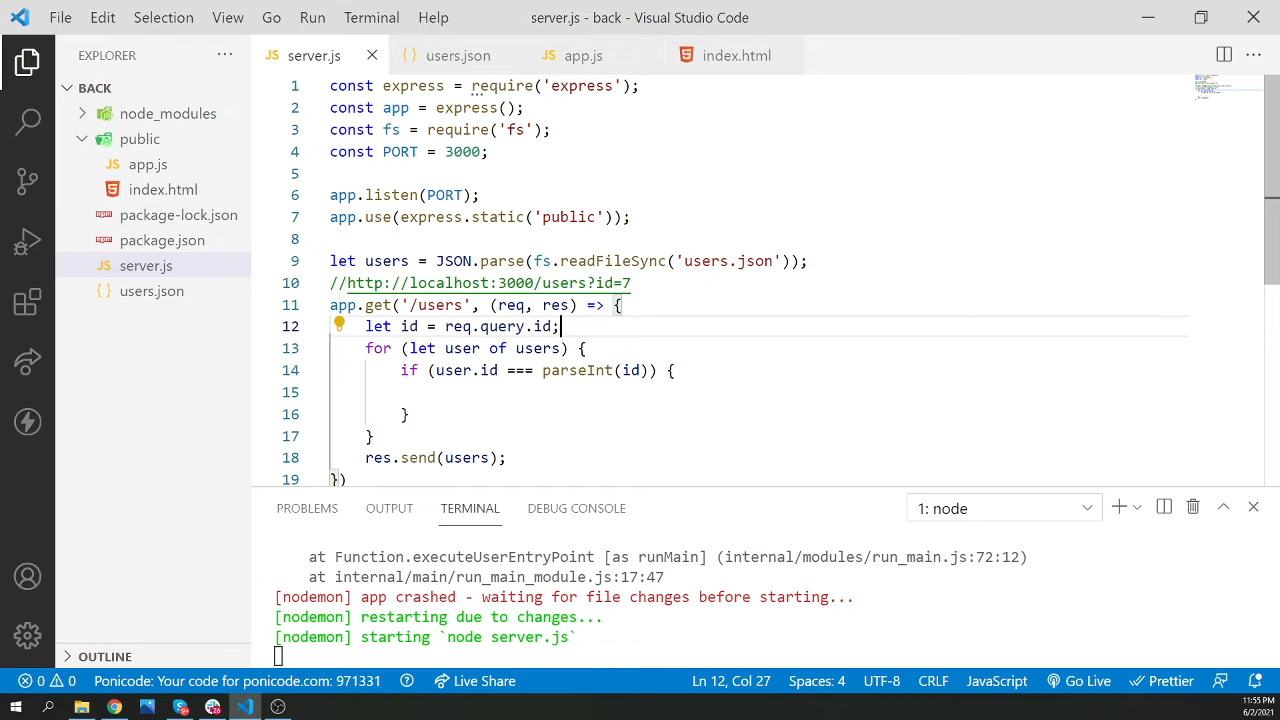 File Edit Selection View Go Run Terminal Help server.js - back - Visual Studio Code
EXPLORER ...
server.js users.json app.js index.html
BACK
node_modules
public
app.js
index.html
package-lock.json
package.json
server.js
users.json
OUTLINE
1 const express = require('express');
2 const app = express();
3 const fs = require('fs');
4 const PORT = 3000;
5
6 app.listen(PORT);
7 app.use(express.static('public'));
8
9 let users = JSON.parse(fs.readFileSync('users.json'));
10 //http://localhost:3000/users?id=7
11 app.get('/users', (req, res) => {
12 let id = req.query.id;
13 for (let user of users) {
14 if (user.id === parseInt(id)) {
15
16 }
17 }
18 res.send(users);
19 })
PROBLEMS OUTPUT TERMINAL DEBUG CONSOLE 1: node
at Function.executeUserEntryPoint [as runMain] (internal/modules/run_main.js:72:12)
at internal/main/run_main_module.js:17:47
[nodemon] app crashed - waiting for file changes before starting...
[nodemon] restarting due to changes...
[nodemon] starting `node server.js`
0 0 Ponicode: Your code for ponicode.com: 971331 Live Share Ln 12, Col 27 Spaces: 4 UTF-8 CRLF JavaScript Go Live Prettier
11:55 PM
6/2/2021